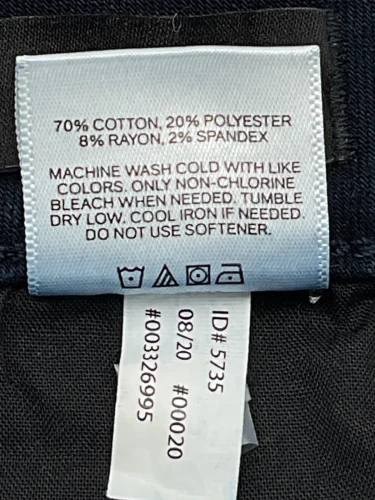 70% COTTON, 20% POLYESTER
8% RAYON, 2% SPANDEX
MACHINE WASH COLD WITH LIKE
COLORS. ONLY NON-CHLORINE
BLEACH WHEN NEEDED. TUMBLE
DRY LOW. COOL IRON IF NEEDED.
DO NOT USE SOFTENER.
ID# 5735
08/20 #00020
#003326995